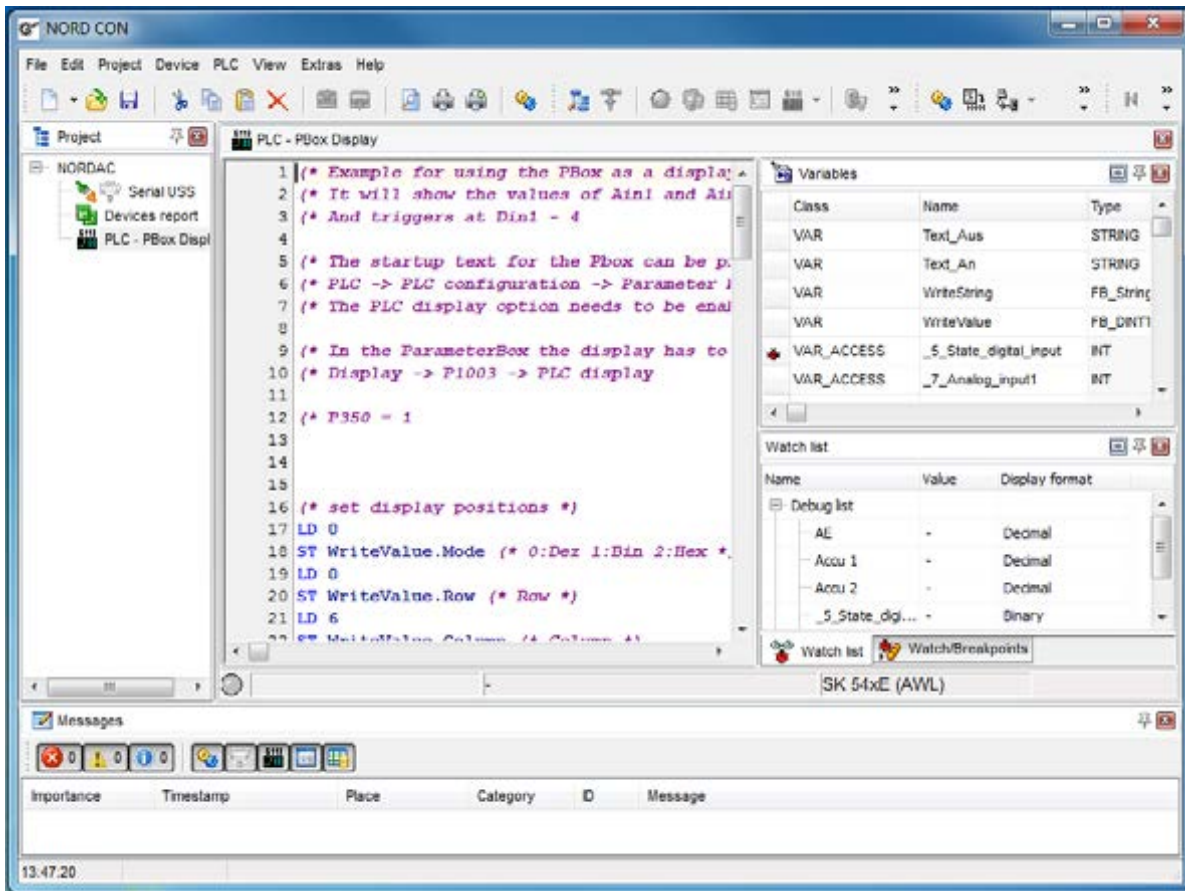 NORD CON
File Edit Project Device PLC View Extras Help
Project
NORDAC
Serial USS
Devices report
PLC - PBox Displ
PLC - PBox Display
1 (* Example for using the PBox as a display
2 (* It will show the values of Ain1 and Ai
3 (* And triggers at Din1 - 4
4
5 (* The startup text for the Pbox can be p
6 (* PLC -> PLC configuration -> Parameter
7 (* The PLC display option needs to be enab
8
9 (* In the ParameterBox the display has to
10 (* Display -> P1003 -> PLC display
11
12 (* P350 = 1
13
14
15
16 (* set display positions *)
17 LD 0
18 ST WriteValue.Mode (* 0:Dez 1:Bin 2:Hex *
19 LD 0
20 ST WriteValue.Row (* Row *)
21 LD 6
22 ST WriteValue.Column (* Column *)
Variables
Class Name Type
VAR Text_Aus STRING
VAR Text_An STRING
VAR WriteString FB_String
VAR WriteValue FB_DINTT
VAR_ACCESS _5_State_digital_input INT
VAR_ACCESS _7_Analog_input1 INT
Watch list
Name Value Display format
Debug list
AE - Decimal
Accu 1 - Decimal
Accu 2 - Decimal
_5_State_digi... - Binary
Watch list Watch/Breakpoints
- SK 54xE (AWL)
Messages
0 0 0
Importance Timestamp Place Category ID Message
13:47:20